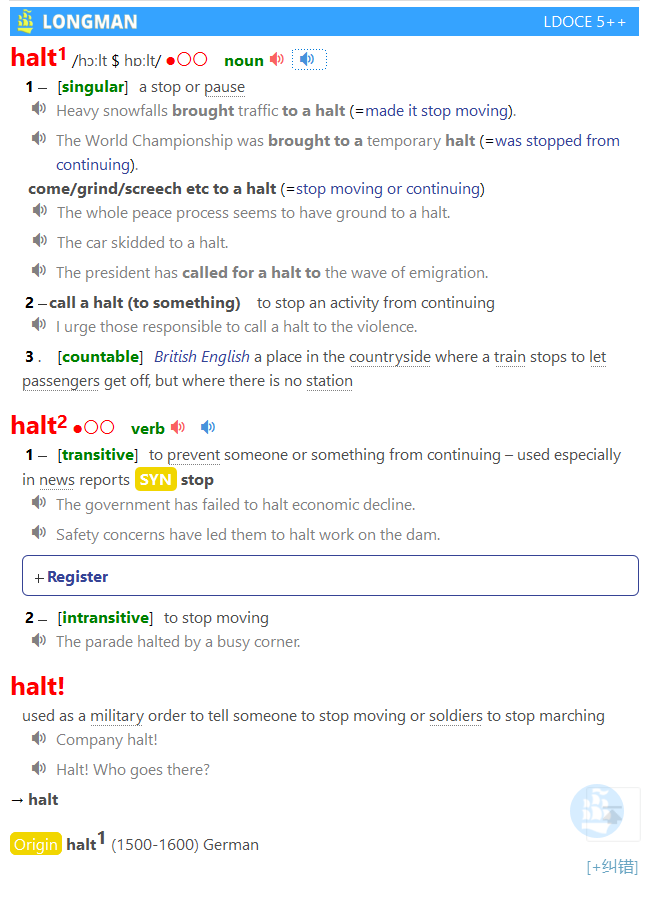 LONGMAN LDOCE 5++
halt1 /hɔːlt $ hɒːlt/ ●○○ noun
1 – [singular] a stop or pause
Heavy snowfalls brought traffic to a halt (=made it stop moving).
The World Championship was brought to a temporary halt (=was stopped from
continuing).
come/grind/screech etc to a halt (=stop moving or continuing)
The whole peace process seems to have ground to a halt.
The car skidded to a halt.
The president has called for a halt to the wave of emigration.
2 – call a halt (to something) to stop an activity from continuing
I urge those responsible to call a halt to the violence.
3 . [countable] British English a place in the countryside where a train stops to let
passengers get off, but where there is no station
halt2 ●○○ verb
1 – [transitive] to prevent someone or something from continuing – used especially
in news reports SYN stop
The government has failed to halt economic decline.
Safety concerns have led them to halt work on the dam.
+ Register
2 – [intransitive] to stop moving
The parade halted by a busy corner.
halt!
used as a military order to tell someone to stop moving or soldiers to stop marching
Company halt!
Halt! Who goes there?
→ halt
Origin halt1 (1500-1600) German
[+纠错]